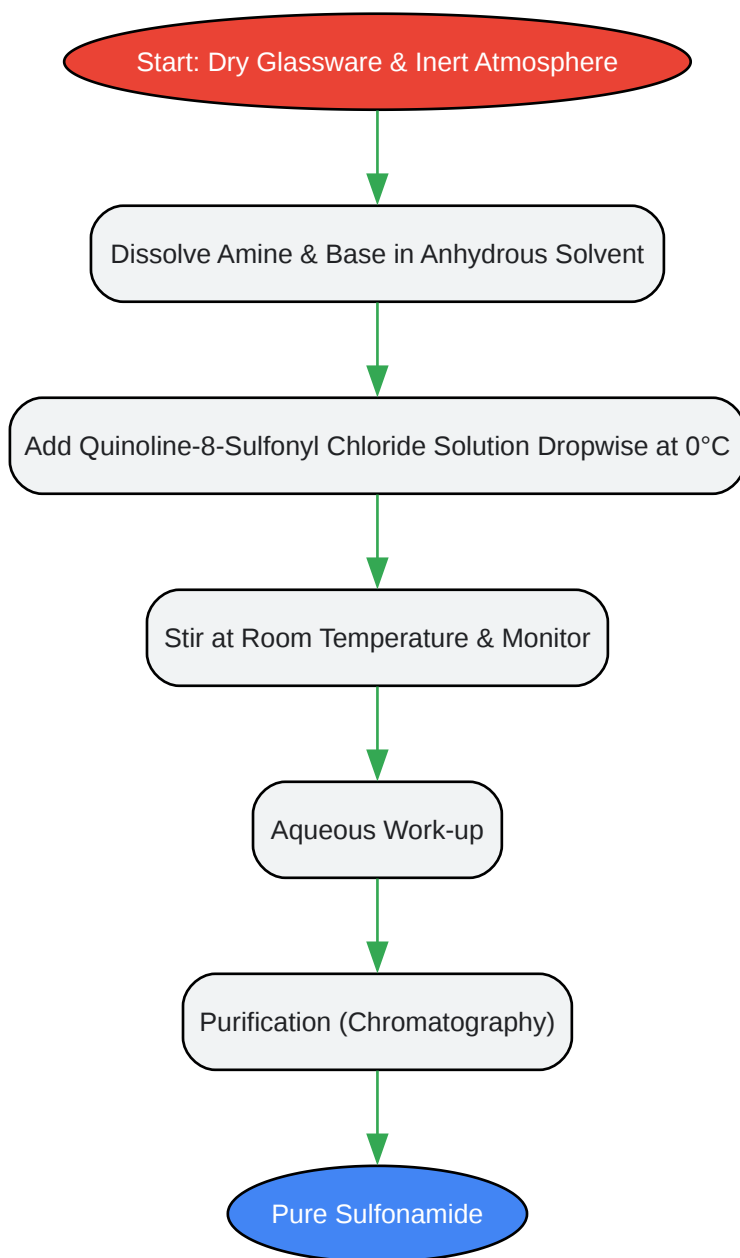 Start: Dry Glassware & Inert Atmosphere
Dissolve Amine & Base in Anhydrous Solvent
Add Quinoline-8-Sulfonyl Chloride Solution Dropwise at 0°C
Stir at Room Temperature & Monitor
Aqueous Work-up
Purification (Chromatography)
Pure Sulfonamide